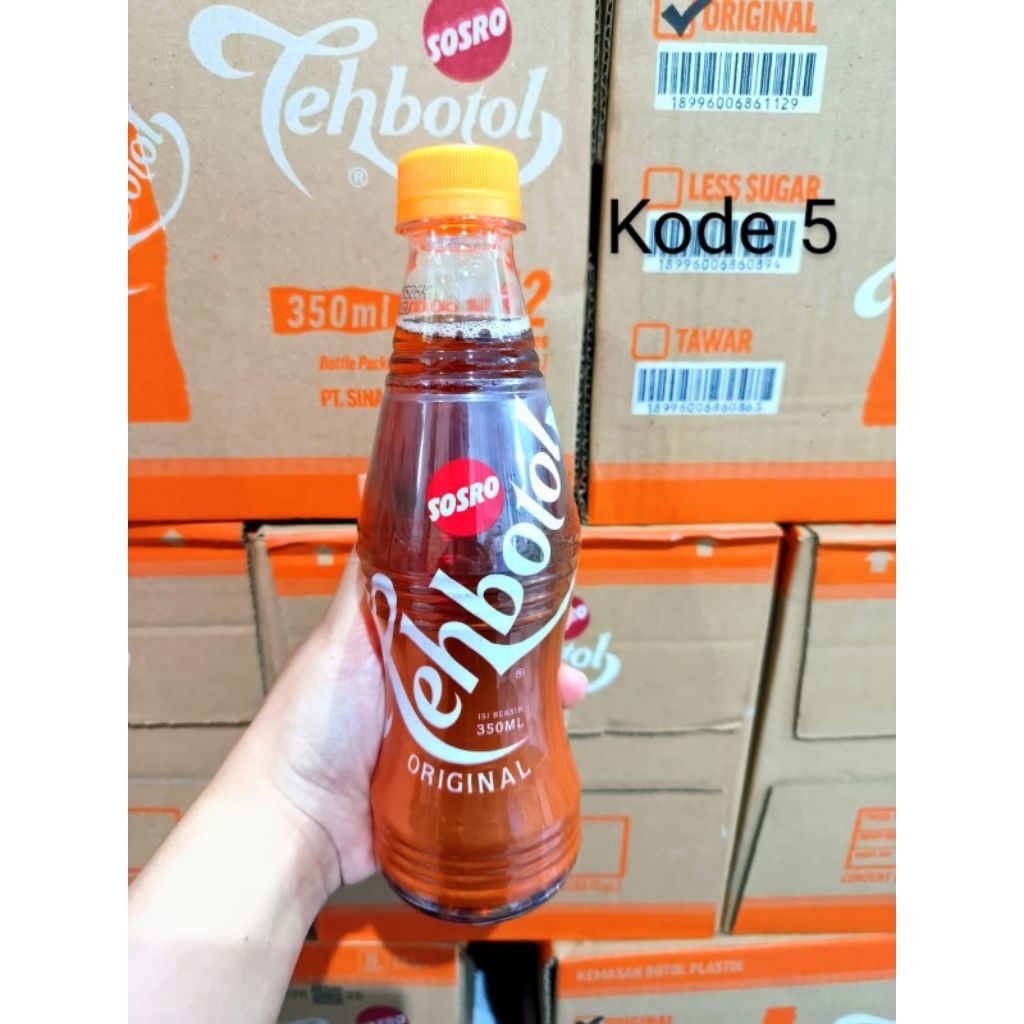 SOSRO
Tehbotol
®
ORIGINAL
18996006861129
LESS SUGAR
Kode 5
18996006860894
TAWAR
18996006860863
350ml
Bottle Pack
PT. SINA
SOSRO
Tehbotol
®
ISI BERSIH
350ML
ORIGINAL
KEMASAN BOTOL PLASTIK
ORIGINAL